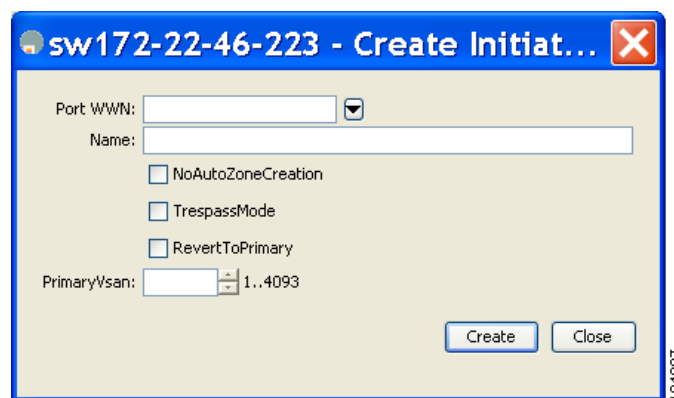 sw172-22-46-223 - Create Initiat...
Port WWN:
Name:
NoAutoZoneCreation
TrespassMode
RevertToPrimary
PrimaryVsan: 1..4093
Create Close